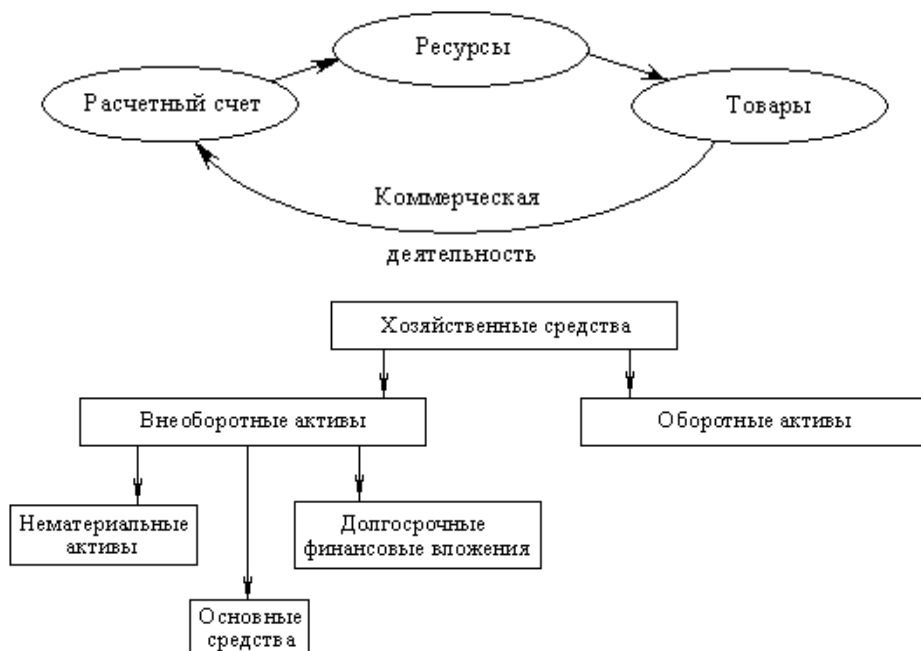 Ресурсы
Расчетный счет
Товары
Коммерческая
деятельность
Хозяйственные средства
Внеоборотные активы
Оборотные активы
Нематериальные
активы
Долгосрочные
финансовые вложения
Основные
средства